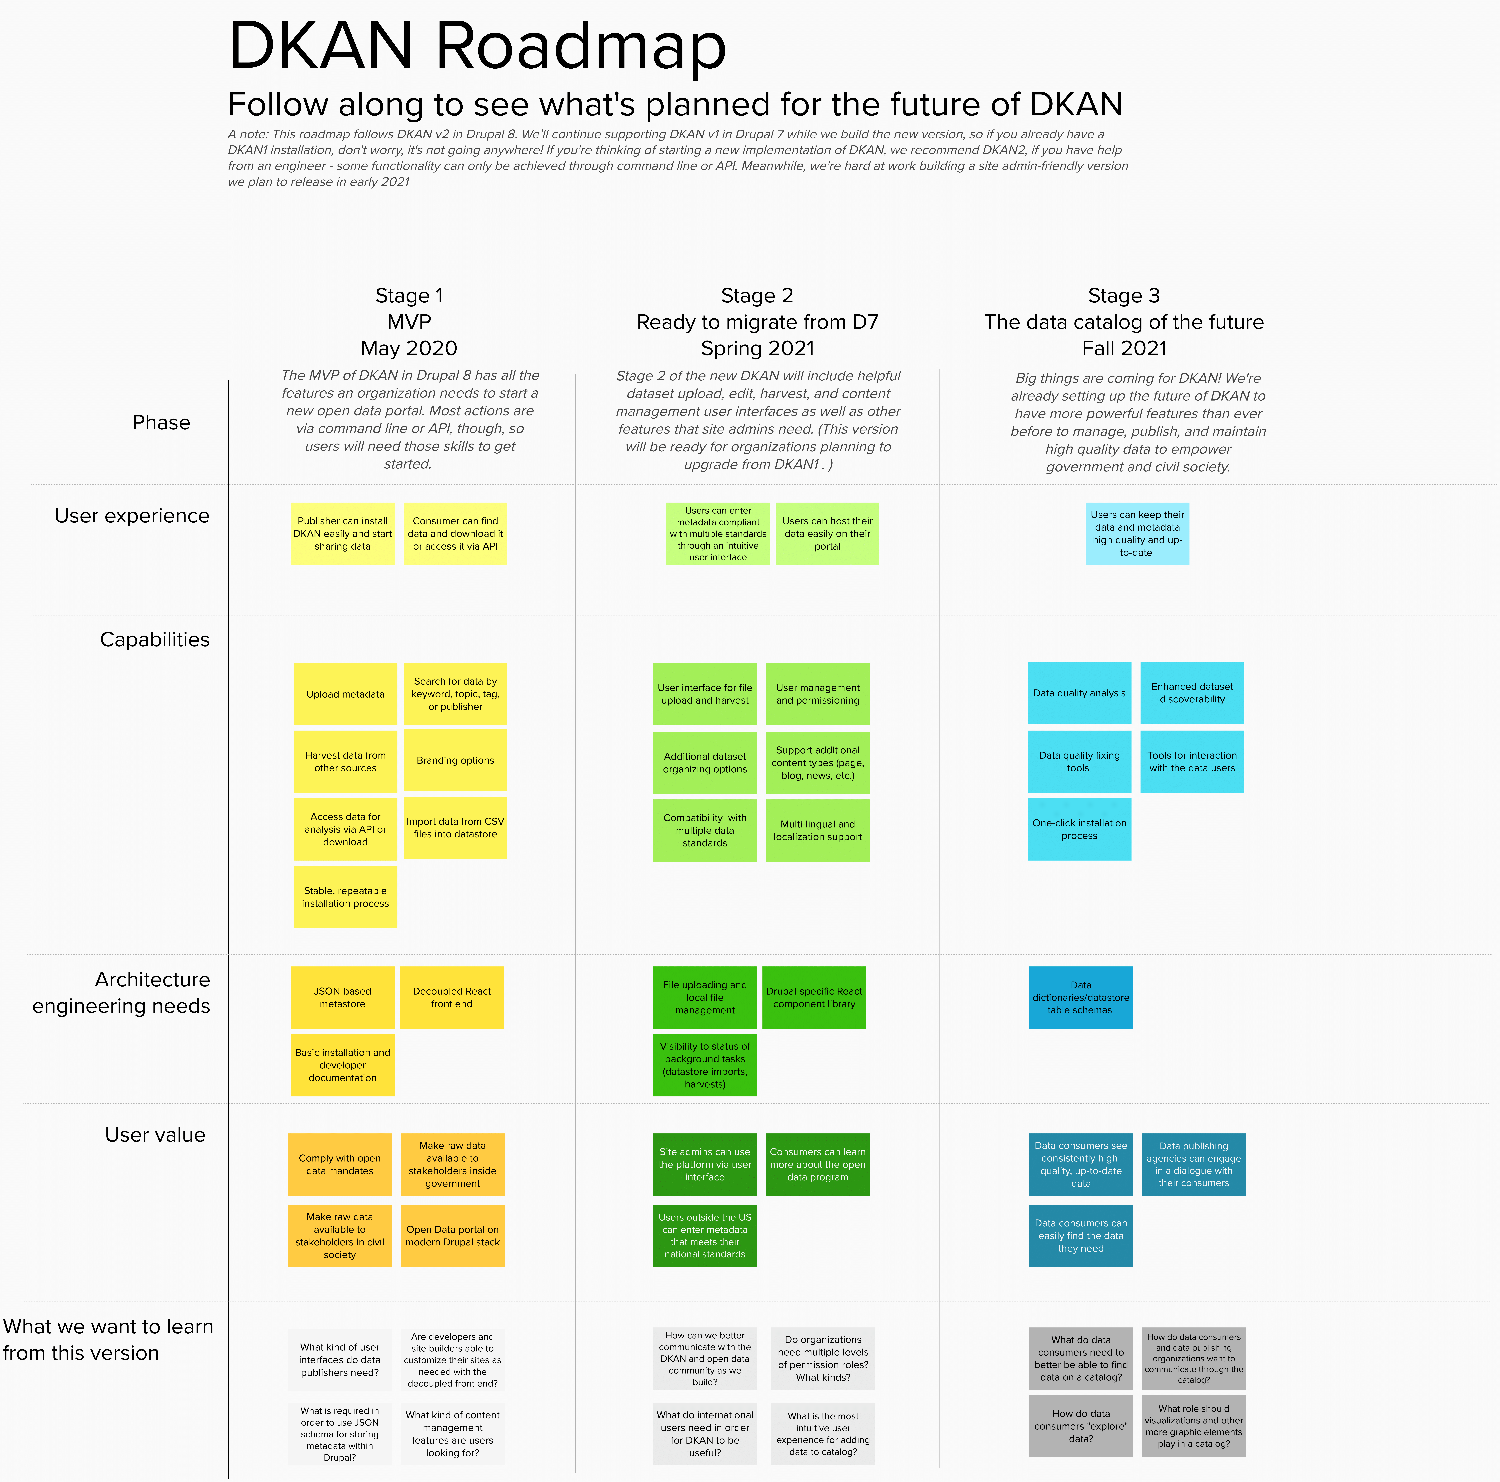 DKAN Roadmap
Follow along to see what's planned for the future of DKAN
A note: This roadmap follows DKAN v2 in Drupal 8. We'll continue supporting DKAN v1 in Drupal 7 while we build the new version, so if you already have a
DKAN1 installation, don't worry, it's not going anywhere! If you're thinking of starting a new implementation of DKAN, we recommend DKAN2, if you have help
from an engineer - some functionality can only be achieved through command line or API. Meanwhile, we're hard at work building a site admin-friendly version
we plan to release in early 2021
Stage 1
MVP
May 2020
Stage 2
Ready to migrate from D7
Spring 2021
Stage 3
The data catalog of the future
Fall 2021
Phase
The MVP of DKAN in Drupal 8 has all the
features an organization needs to start a
new open data portal. Most actions are
via command line or API, though, so
users will need those skills to get
started.
Stage 2 of the new DKAN will include helpful
dataset upload, edit, harvest, and content
management user interfaces as well as other
features that site admins need. (This version
will be ready for organizations planning to
upgrade from DKAN1 . )
Big things are coming for DKAN! We're
already setting up the future of DKAN to
have more powerful features than ever
before to manage, publish, and maintain
high quality data to empower
government and civil society.
User experience
Publisher can install
DKAN easily and start
sharing data
Consumer can find
data and download it
or access it via API
Users can enter
metadata compliant
with multiple standards
through an intuitive
user interface
Users can host their
data easily on their
portal
Users can keep their
data and metadata
high quality and up-
to-date
Capabilities
Upload metadata
Search for data by
keyword, topic, tag,
or publisher
Harvest data from
other sources
Branding options
Access data for
analysis via API or
download
Import data from CSV
files into datastore
Stable, repeatable
installation process
User interface for file
upload and harvest
User management
and permissioning
Additional dataset
organizing options
Support additional
content types (page,
blog, news, etc.)
Compatibility with
multiple data
standards
Multi lingual and
localization support
Data quality analysis
Enhanced dataset
discoverability
Data quality fixing
tools
Tools for interaction
with the data users
One-click installation
process
Architecture
engineering needs
JSON based
metastore
Decoupled React
front end
Basic installation and
developer
documentation
File uploading and
local file
management
Drupal specific React
component library
Visibility to status of
background tasks
(datastore imports,
harvests)
Data
dictionaries/datastore
table schemas
User value
Comply with open
data mandates
Make raw data
available to
stakeholders inside
government
Make raw data
available to
stakeholders in civil
society
Open Data portal on
modern Drupal stack
Site admins can use
the platform via user
interface
Consumers can learn
more about the open
data program
Users outside the US
can enter metadata
that meets their
national standards
Data consumers see
consistently high
quality, up-to-date
data
Data publishing
agencies can engage
in a dialogue with
their consumers
Data consumers can
easily find the data
they need
What we want to learn
from this version
What kind of user
interfaces do data
publishers need?
Are developers and
site builders able to
customize their sites as
needed with the
decoupled front end?
What is required in
order to use JSON
schema for storing
metadata within
Drupal?
What kind of content
management
features are users
looking for?
How can we better
communicate with the
DKAN and open data
community as we
build?
Do organizations
need multiple levels
of permission roles?
What kinds?
What do international
users need in order
for DKAN to be
useful?
What is the most
intuitive user
experience for adding
data to catalog?
What do data
consumers need to
better be able to find
data on a catalog?
How do data consumers
and data publishing
organizations want to
communicate through the
catalog?
How do data
consumers "explore"
data?
What role should
visualizations and other
more graphic elements
play in a catalog?